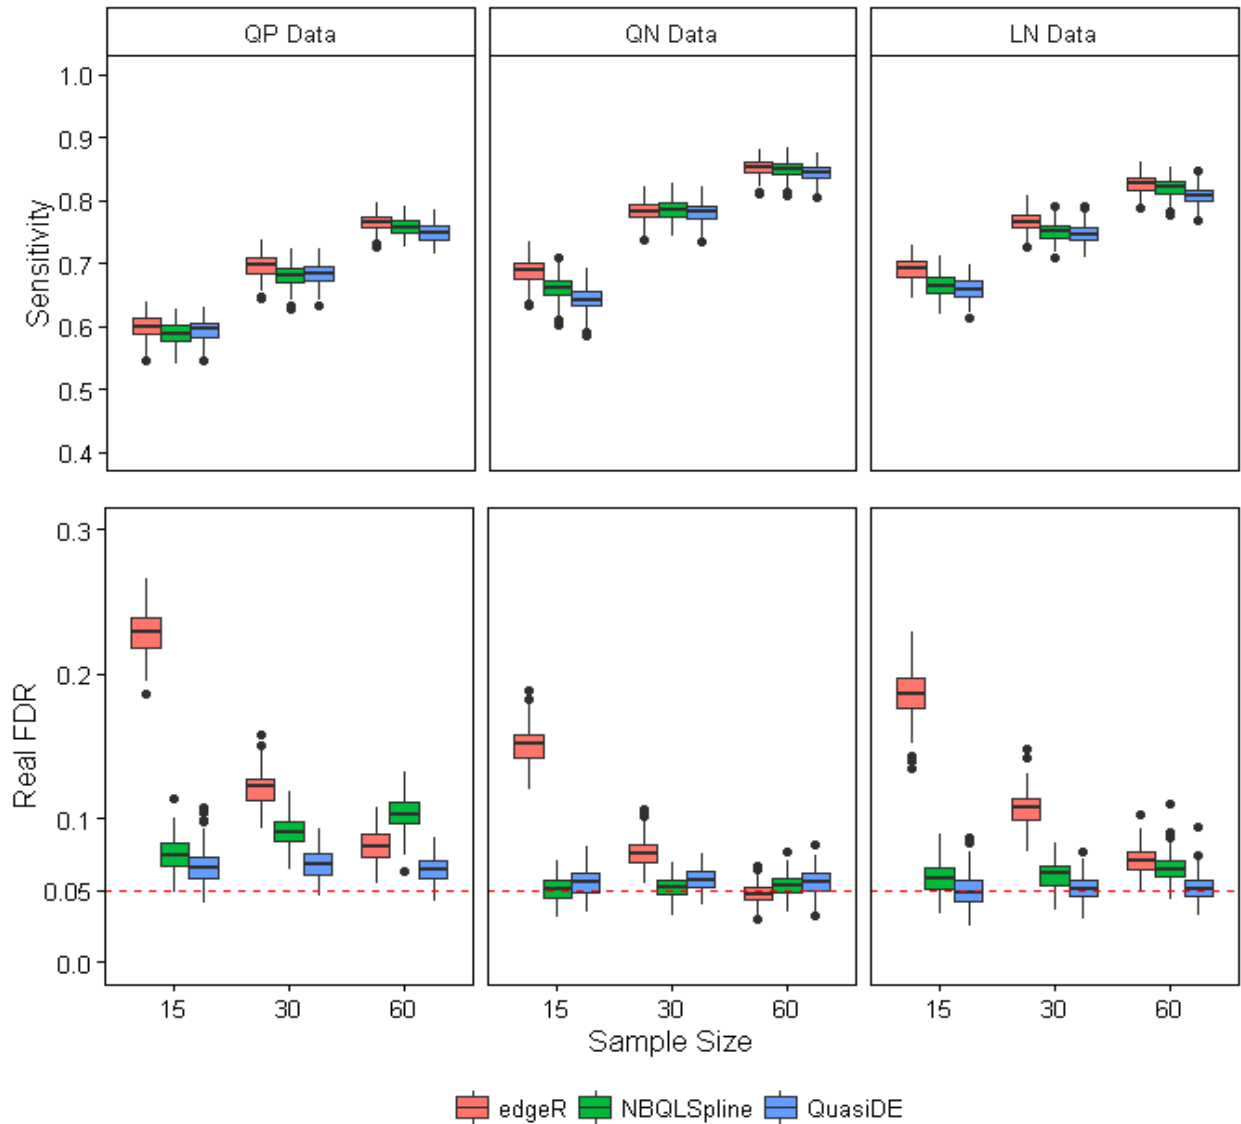 QP Data QN Data LN Data
1.0
0.9
0.8
0.7
0.6
0.5
0.4
Sensitivity
0.3
0.2
0.1
0.05
0.0
Real FDR
15 30 60 15 30 60 15 30 60
Sample Size
edgeR NBQLSpline QuasiDE